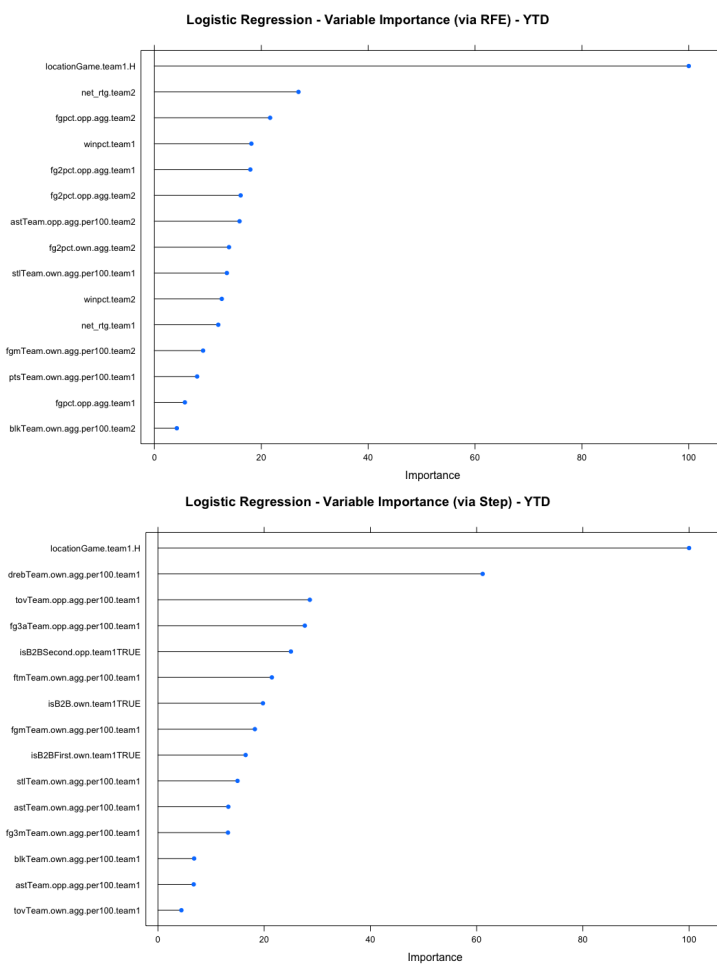 Logistic Regression - Variable Importance (via RFE) - YTD
locationGame.team1.H
net_rtg.team2
fgpct.opp.agg.team2
winpct.team1
fg2pct.opp.agg.team1
fg2pct.opp.agg.team2
astTeam.opp.agg.per100.team2
fg2pct.own.agg.team2
stlTeam.own.agg.per100.team1
winpct.team2
net_rtg.team1
fgmTeam.own.agg.per100.team2
ptsTeam.own.agg.per100.team1
fgpct.opp.agg.team1
blkTeam.own.agg.per100.team2
0 20 40 60 80 100
Importance
Logistic Regression - Variable Importance (via Step) - YTD
locationGame.team1.H
drebTeam.own.agg.per100.team1
tovTeam.opp.agg.per100.team1
fg3aTeam.opp.agg.per100.team1
isB2BSecond.opp.team1TRUE
ftmTeam.own.agg.per100.team1
isB2B.own.team1TRUE
fgmTeam.own.agg.per100.team1
isB2BFirst.own.team1TRUE
stlTeam.own.agg.per100.team1
astTeam.own.agg.per100.team1
fg3mTeam.own.agg.per100.team1
blkTeam.own.agg.per100.team1
astTeam.opp.agg.per100.team1
tovTeam.own.agg.per100.team1
0 20 40 60 80 100
Importance